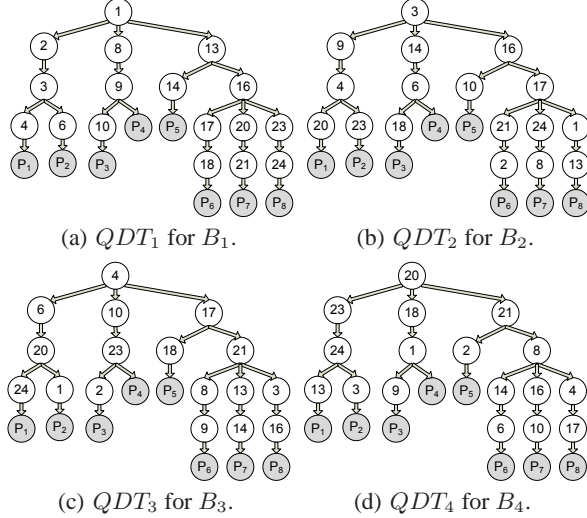 1
3
2 8 13
9 14 16
3 9 14 16
4 6 10 17
4 6 10 P4 P5 17 20 23
20 23 18 P4 P5 21 24 1
P1 P2 P3 18 21 24
P1 P2 P3 2 8 13
P6 P7 P8
P6 P7 P8
(a) QDT1 for B1.
(b) QDT2 for B2.
4
20
6 10 17
23 18 21
20 23 18 21
24 1 2 8
24 1 2 P4 P5 8 13 3
13 3 9 P4 P5 14 16 4
P1 P2 P3 9 14 16
P1 P2 P3 6 10 17
P6 P7 P8
P6 P7 P8
(c) QDT3 for B3.
(d) QDT4 for B4.